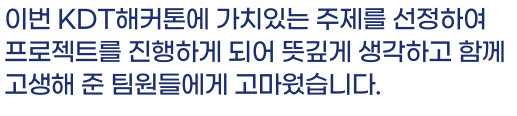 이번 KDT해커톤에 가치있는 주제를 선정하여
프로젝트를 진행하게 되어 뜻깊게 생각하고 함께
고생해 준 팀원들에게 고마웠습니다.